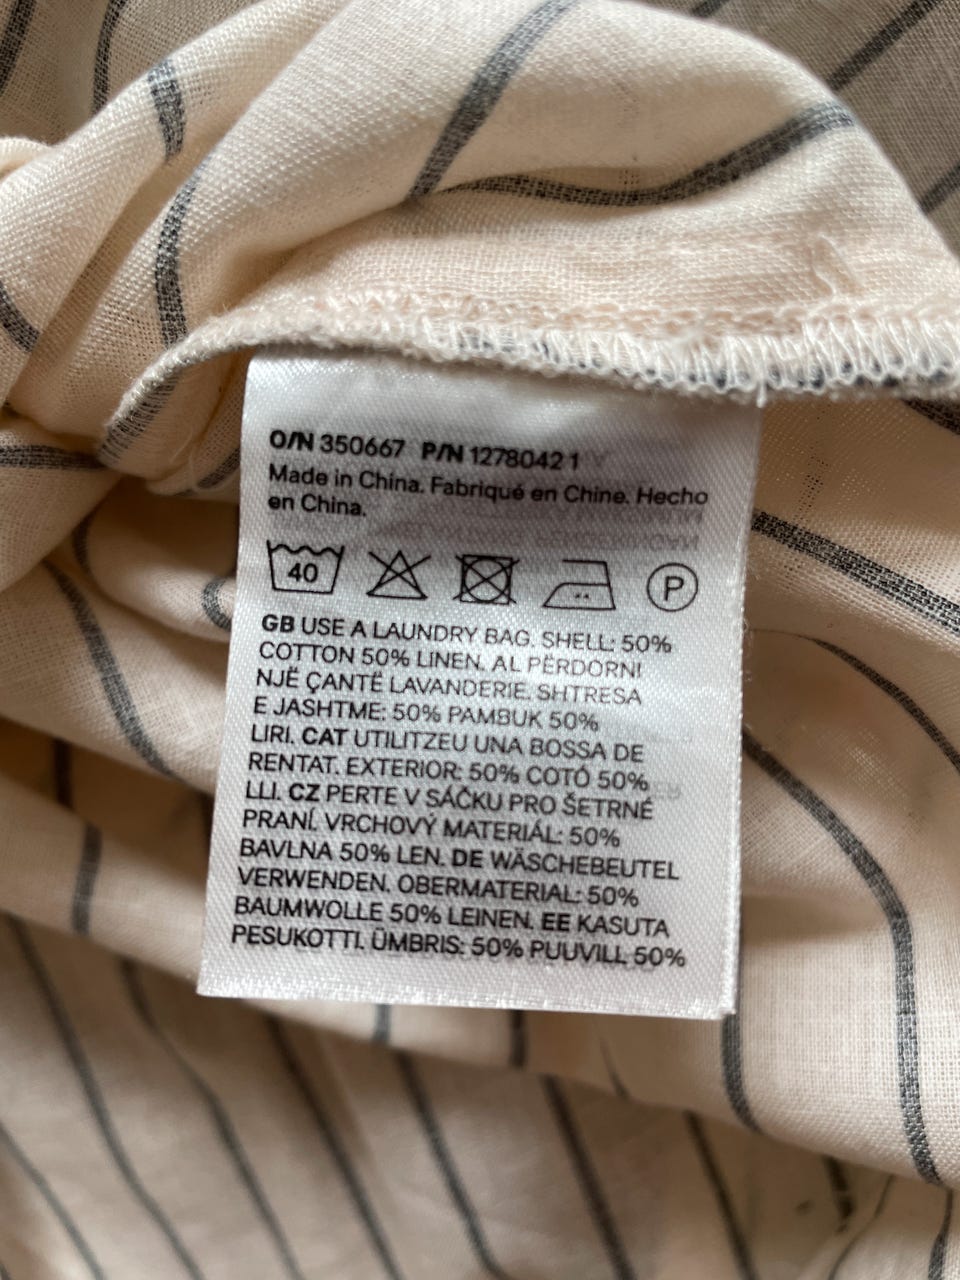 O/N 350667 P/N 1278042 1
Made in China. Fabriqué en Chine. Hecho
en China.
40 P
GB USE A LAUNDRY BAG. SHELL: 50%
COTTON 50% LINEN. AL PËRDORNI
NJË ÇANTË LAVANDERIE. SHTRESA
E JASHTME: 50% PAMBUK 50%
LIRI. CAT UTILITZEU UNA BOSSA DE
RENTAT. EXTERIOR: 50% COTÓ 50%
LLI. CZ PERTE V SÁČKU PRO ŠETRNÉ
PRANÍ. VRCHOVÝ MATERIÁL: 50%
BAVLNA 50% LEN. DE WÄSCHEBEUTEL
VERWENDEN. OBERMATERIAL: 50%
BAUMWOLLE 50% LEINEN. EE KASUTA
PESUKOTTI. ÜMBRIS: 50% PUUVILL 50%